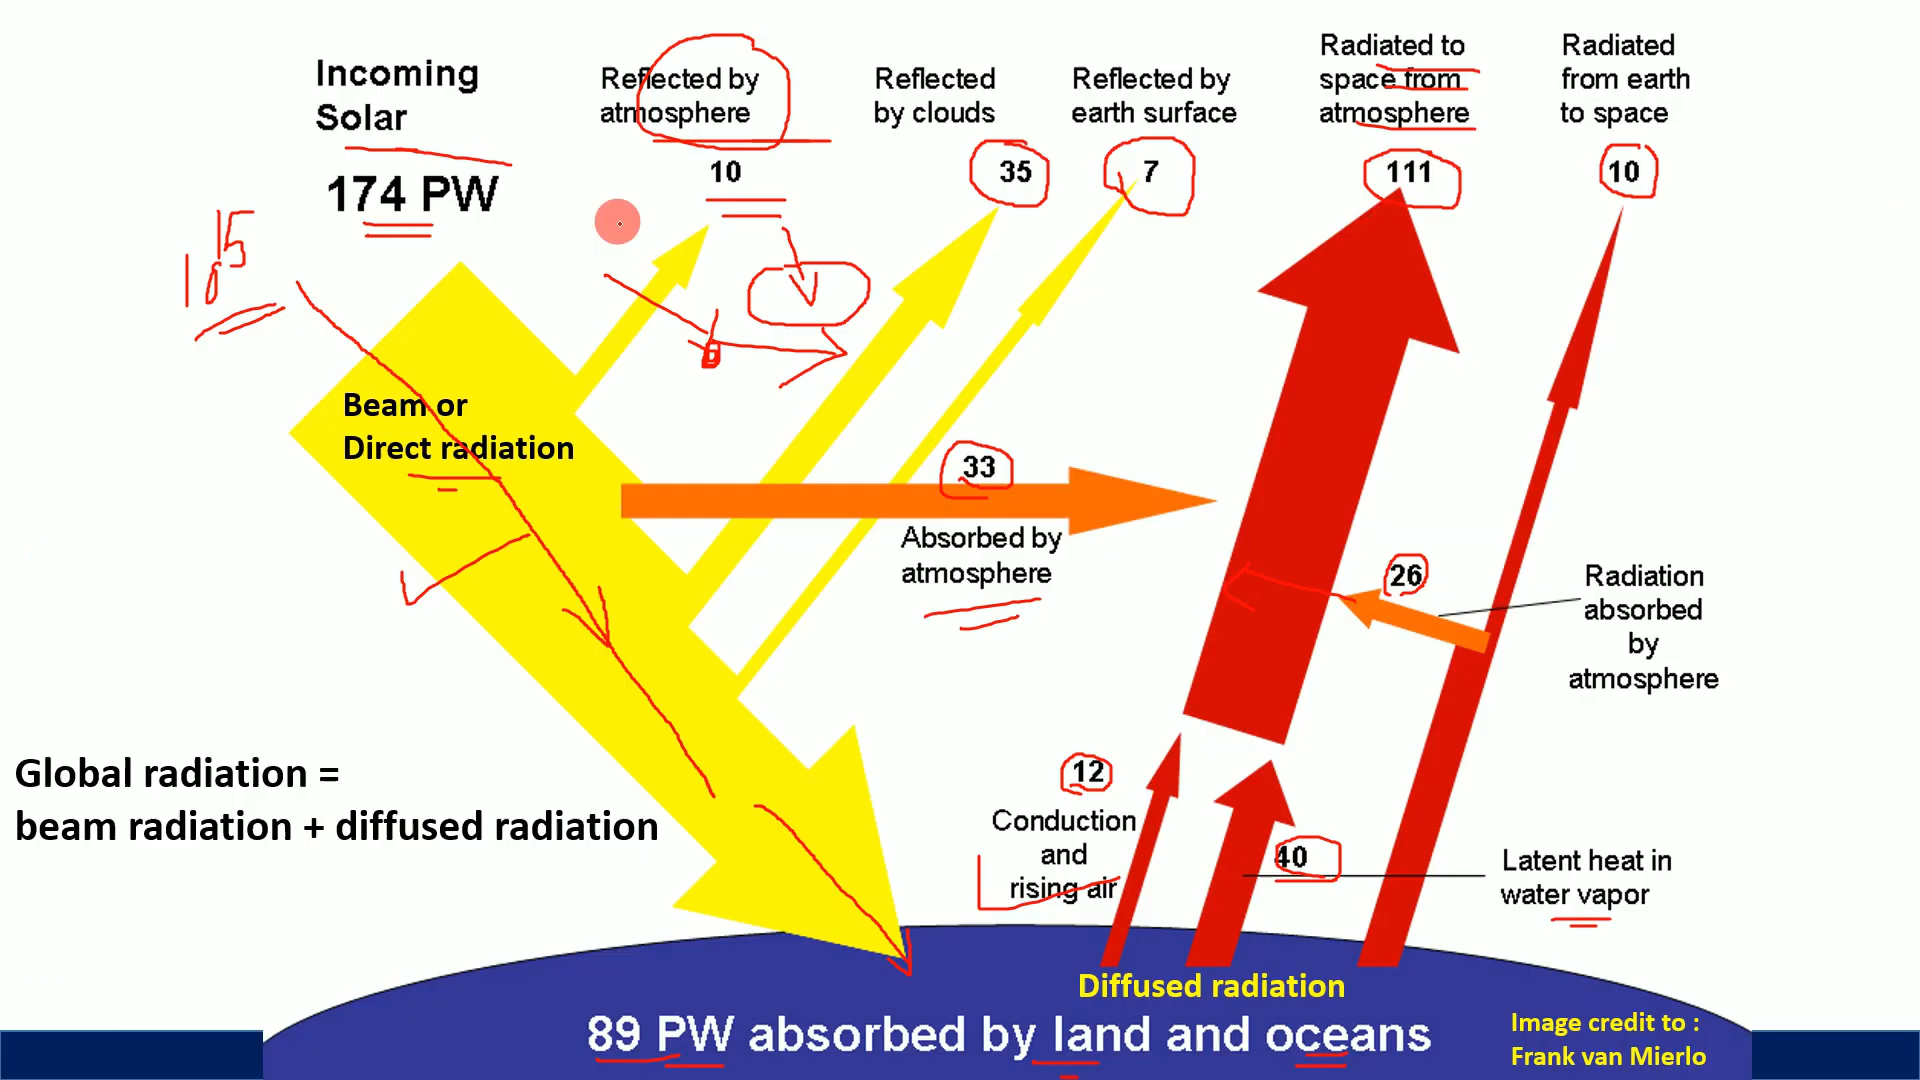 Incoming
Solar
174 PW
Reflected by
atmosphere
10
Reflected
by clouds
35
Reflected by
earth surface
7
Radiated to
space from
atmosphere
111
Radiated
from earth
to space
10
Beam or
Direct radiation
33
Absorbed by
atmosphere
26
Radiation
absorbed
by
atmosphere
Global radiation =
beam radiation + diffused radiation
12
Conduction
and
rising air
40
Latent heat in
water vapor
Diffused radiation
89 PW absorbed by land and oceans
Image credit to :
Frank van Mierlo